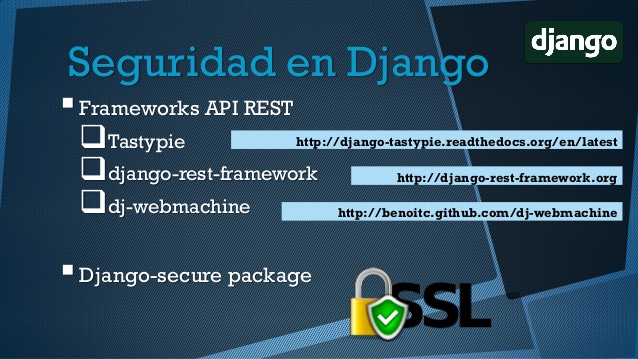 django
Seguridad en Django
Frameworks API REST
Tastypie http://django-tastypie.readthedocs.org/en/latest
django-rest-framework http://django-rest-framework.org
dj-webmachine http://benoitc.github.com/dj-webmachine
Django-secure package
SSL